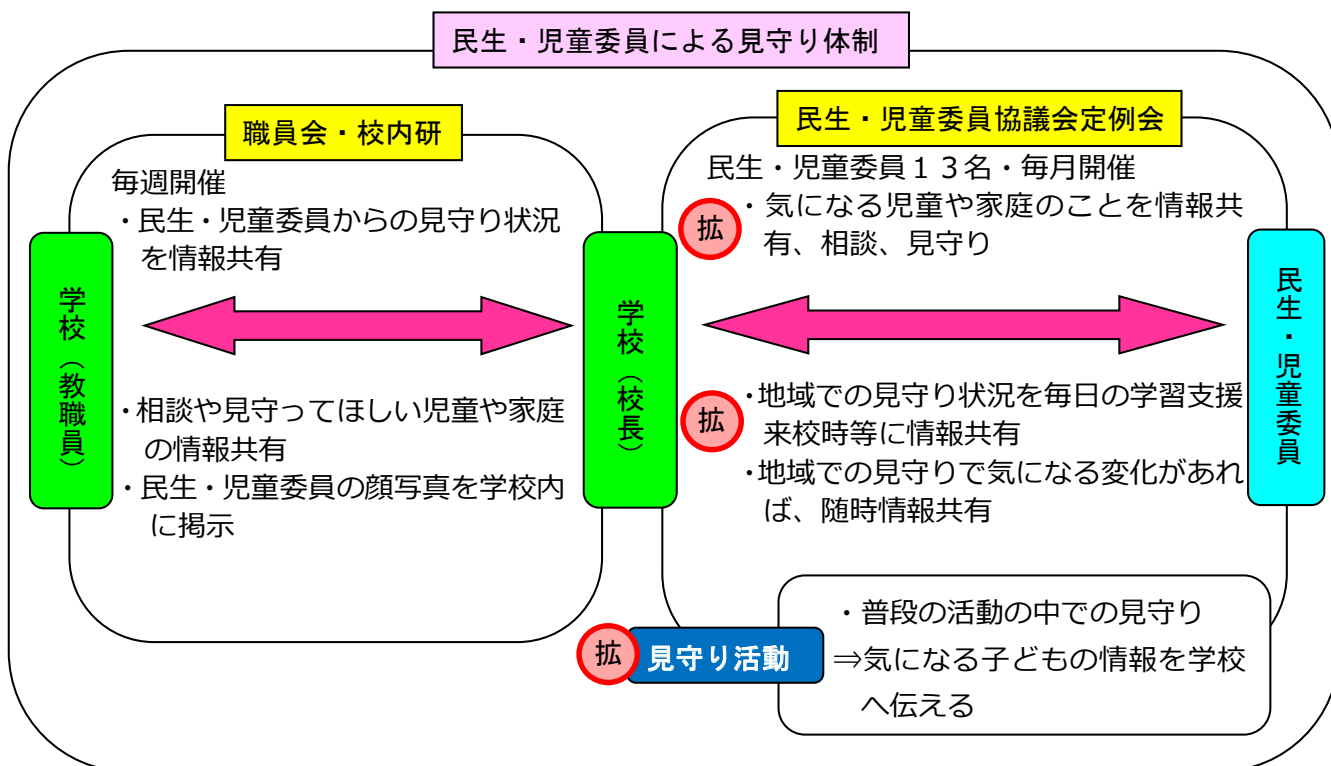 民生・児童委員による見守り体制
職員会・校内研
毎週開催
・民生・児童委員からの見守り状況
を情報共有
学校（教職員）
・相談や見守ってほしい児童や家庭
の情報共有
・民生・児童委員の顔写真を学校内
に掲示
学校（校長）
民生・児童委員協議会定例会
民生・児童委員１３名・毎月開催
拡
・気になる児童や家庭のことを情報共
有、相談、見守り
拡
・地域での見守り状況を毎日の学習支援
来校時等に情報共有
・地域での見守りで気になる変化があれ
ば、随時情報共有
民生・児童委員
拡
見守り活動
・普段の活動の中での見守り
⇒気になる子どもの情報を学校
へ伝える